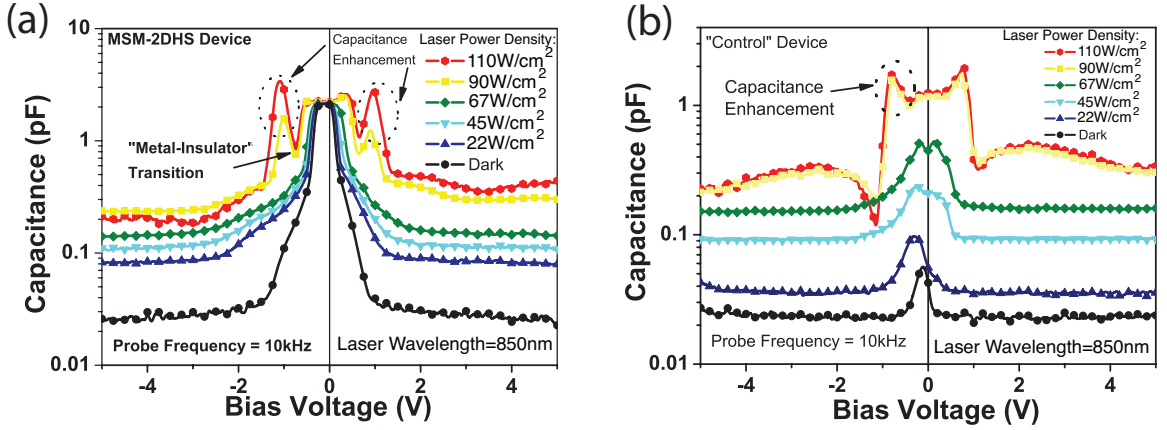 (a)
MSM-2DHS Device
Capacitance
Enhancement
Laser Power Density:
110W/cm²
90W/cm²
67W/cm²
45W/cm²
22W/cm²
Dark
"Metal-Insulator"
Transition
Probe Frequency = 10kHz
Laser Wavelength=850nm
Capacitance (pF)
10
1
0.1
0.01
-4
-2
0
2
4
Bias Voltage (V)
(b)
"Control" Device
Capacitance
Enhancement
Laser Power Density:
110W/cm²
90W/cm²
67W/cm²
45W/cm²
22W/cm²
Dark
Probe Frequency = 10kHz
Laser Wavelength=850nm
Capacitance (pF)
1
0.1
0.01
-4
-2
0
2
4
Bias Voltage (V)